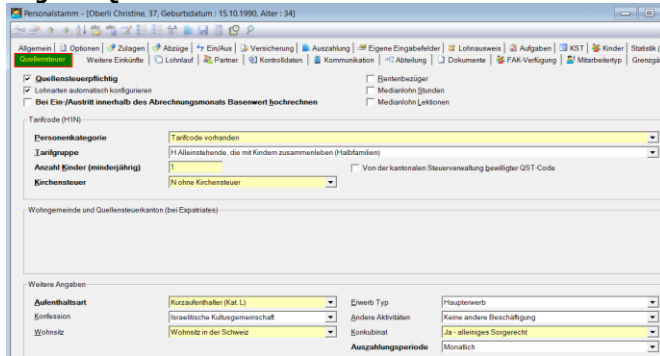 Personalstamm - [Oberli Christine, 37, Geburtsdatum : 15.10.1990, Alter : 34]
Allgemein Optionen Zulagen Abzüge Ein/Aus Versicherung Auszahlung Eigene Eingabefelder Lohnausweis Aufgaben KST Kinder Statistik (
Quellensteuer Weitere Einkünfte Lohnlauf Partner Kontrolldaten Kommunikation Abteilung Dokumente FAK-Verfügung Mitarbeitertyp Grenzgä
Quellensteuerpflichtig Rentenbezüger
Lohnarten automatisch konfigurieren Medianlohn Stunden
Bei Ein-/Austritt innerhalb des Abrechnungsmonats Basenwert hochrechnen Medianlohn Lektionen
Tarifcode (H1N)
Personenkategorie Tarifcode vorhanden
Tarifgruppe H Alleinstehende, die mit Kindern zusammenleben (Halbfamilien)
Anzahl Kinder (minderjährig) 1 Von der kantonalen Steuerverwaltung bewilligter QST-Code
Kirchensteuer N ohne Kirchensteuer
Wohngemeinde und Quellensteuerkanton (bei Expatriates)
Weitere Angaben
Aufenthaltsart Kurzaufenthalter (Kat. L) Erwerb Typ Haupterwerb
Konfession Israelitische Kultusgemeinschaft Andere Aktivitäten Keine andere Beschäftigung
Wohnsitz Wohnsitz in der Schweiz Konkubinat Ja - alleiniges Sorgerecht
Auszahlungsperiode Monatlich